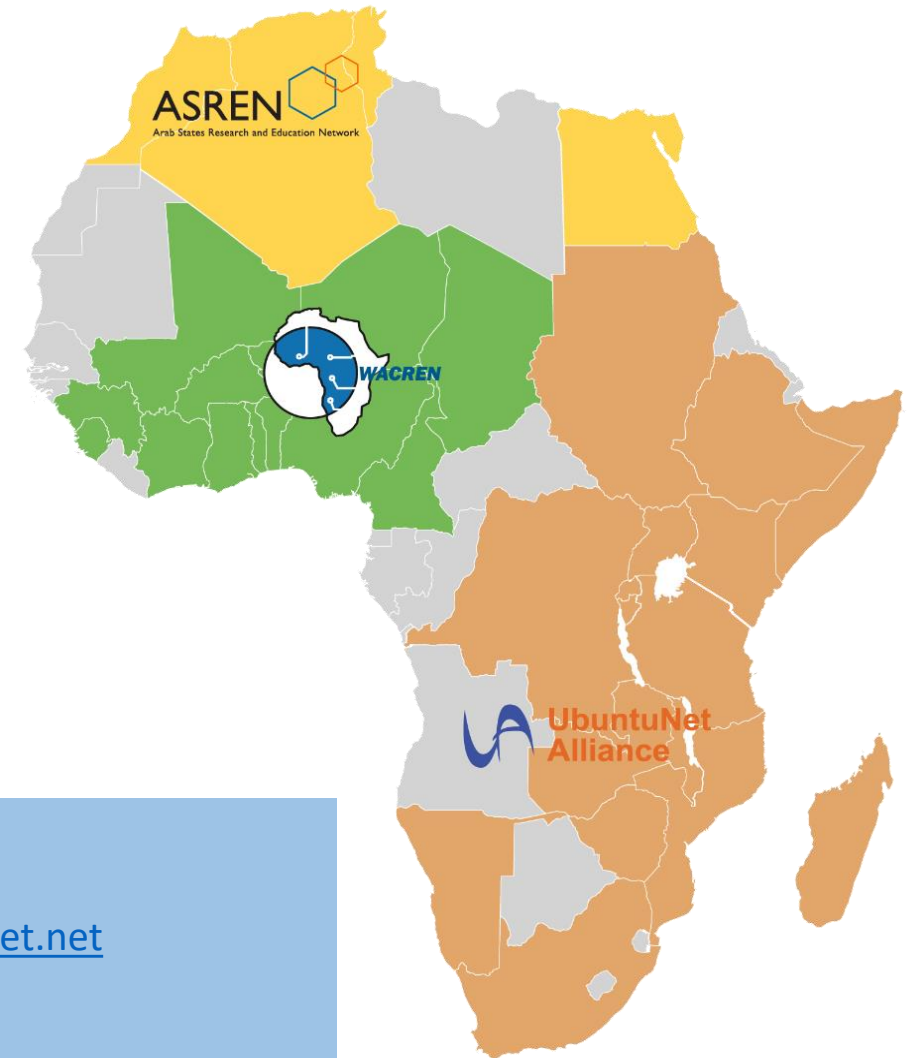 ASREN
Arab States Research and Education Network
WACREN
UbuntuNet
Alliance
et.net